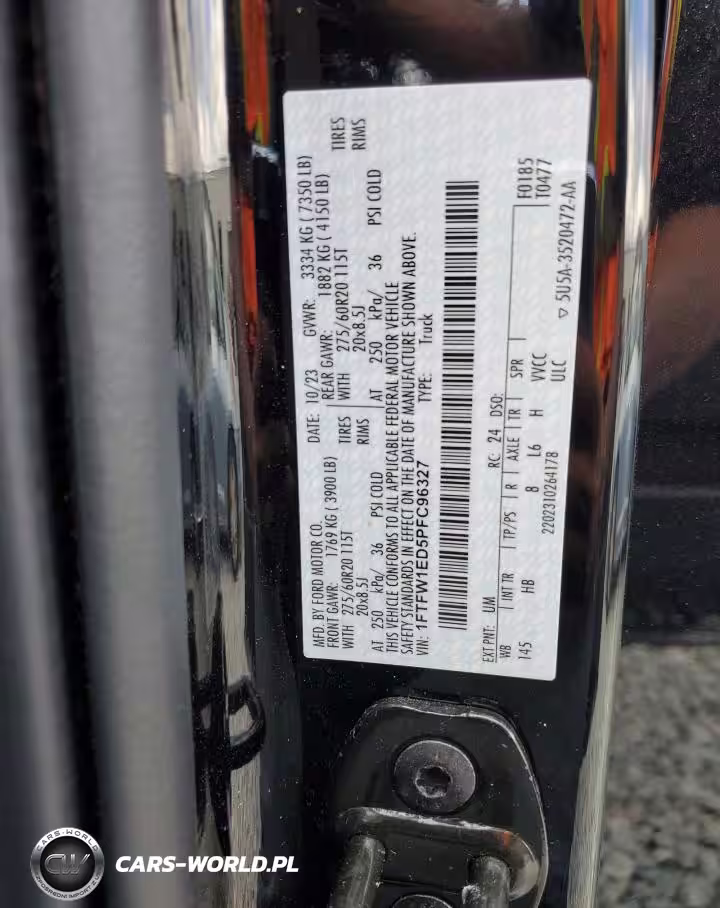 MFD. BY FORD MOTOR CO.
DATE: 10/23
GVWR: 3334 KG ( 7350 LB)
FRONT GAWR: 1769 KG ( 3900 LB)
REAR GAWR: 1882 KG ( 4150 LB)
WITH 275/60R20 115T TIRES
WITH 275/60R20 115T TIRES
20x8.5J RIMS
20x8.5J RIMS
AT 250 kPa/ 36 PSI COLD
AT 250 kPa/ 36 PSI COLD
THIS VEHICLE CONFORMS TO ALL APPLICABLE FEDERAL MOTOR VEHICLE
SAFETY STANDARDS IN EFFECT ON THE DATE OF MANUFACTURE SHOWN ABOVE.
VIN: 1FTFW1ED5PFC96327
TYPE: Truck
EXT PNT: UM RC: 24 DSO: F0185
WB INT TR TP/PS R AXLE TR SPR T0477
145 HB B L6 H VVCC
2202310264178 ULC
▽ 5U5A-3520472-AA
CARS-WORLD
CW
CARS-WORLD.PL